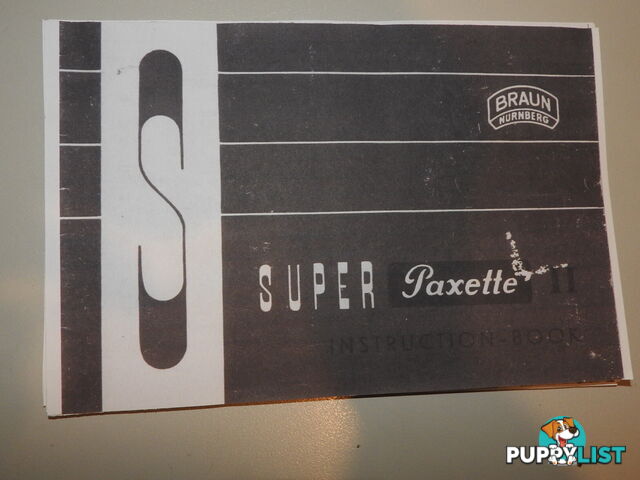 S
BRAUN
NÜRNBERG
SUPER Paxette II
INSTRUCTION-BOOK
PUPPYLIST